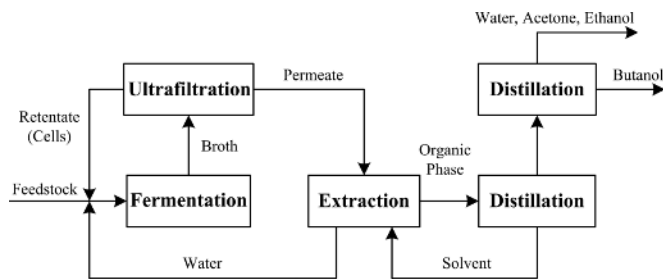 Water, Acetone, Ethanol
Ultrafiltration
Permeate
Distillation
Butanol
Retentate
(Cells)
Broth
Organic
Phase
Feedstock
Fermentation
Extraction
Distillation
Water
Solvent